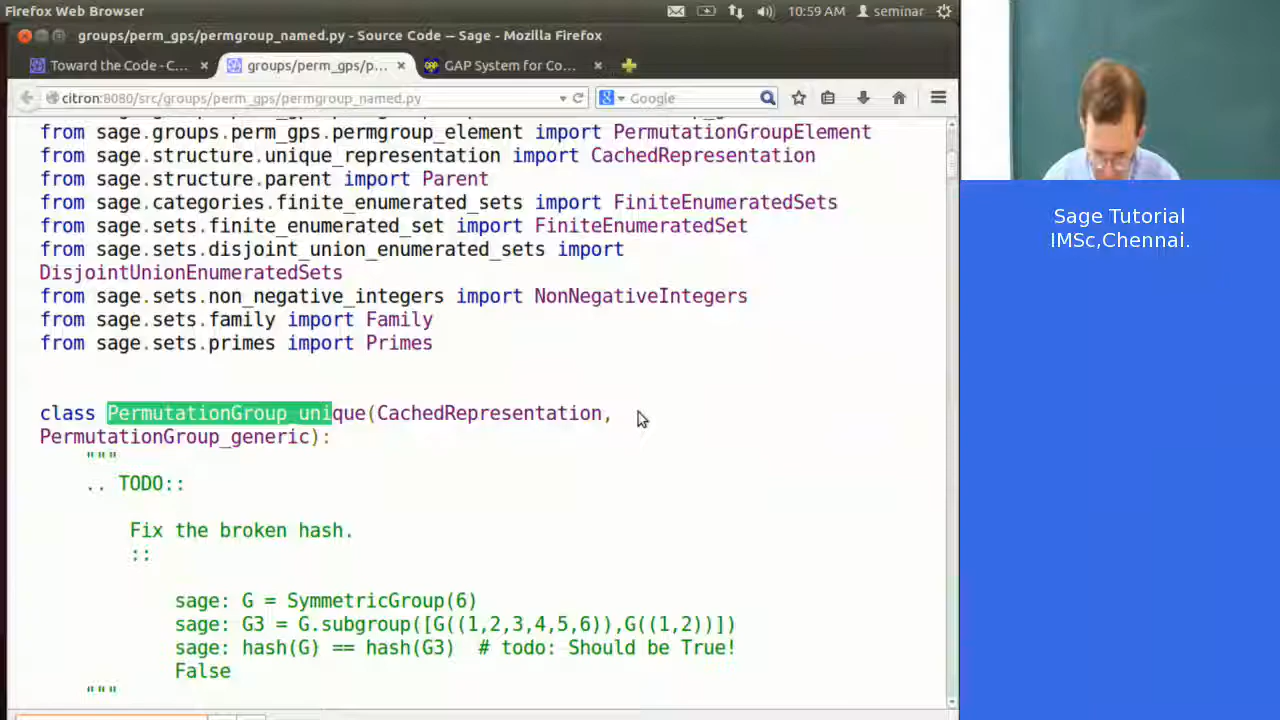 Firefox Web Browser
10:59 AM
seminar
groups/perm_gps/permgroup_named.py - Source Code — Sage - Mozilla Firefox
Toward the Code - C...
groups/perm_gps/p...
GAP System for Co...
citron:8080/src/groups/perm_gps/permgroup_named.py
Google
from sage.groups.perm_gps.permgroup_element import PermutationGroupElement
from sage.structure.unique_representation import CachedRepresentation
from sage.structure.parent import Parent
from sage.categories.finite_enumerated_sets import FiniteEnumeratedSets
from sage.sets.finite_enumerated_set import FiniteEnumeratedSet
from sage.sets.disjoint_union_enumerated_sets import
DisjointUnionEnumeratedSets
from sage.sets.non_negative_integers import NonNegativeIntegers
from sage.sets.family import Family
from sage.sets.primes import Primes
class PermutationGroup_unique(CachedRepresentation,
PermutationGroup_generic):
"""
.. TODO::
Fix the broken hash.
::
sage: G = SymmetricGroup(6)
sage: G3 = G.subgroup([G((1,2,3,4,5,6)),G((1,2))])
sage: hash(G) == hash(G3)  # todo: Should be True!
False
"""
Sage Tutorial
IMSc,Chennai.